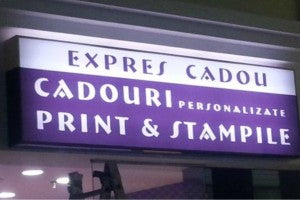 EXPRES CADOU
CADOURI PERSONALIZATE
PRINT & STAMPILE